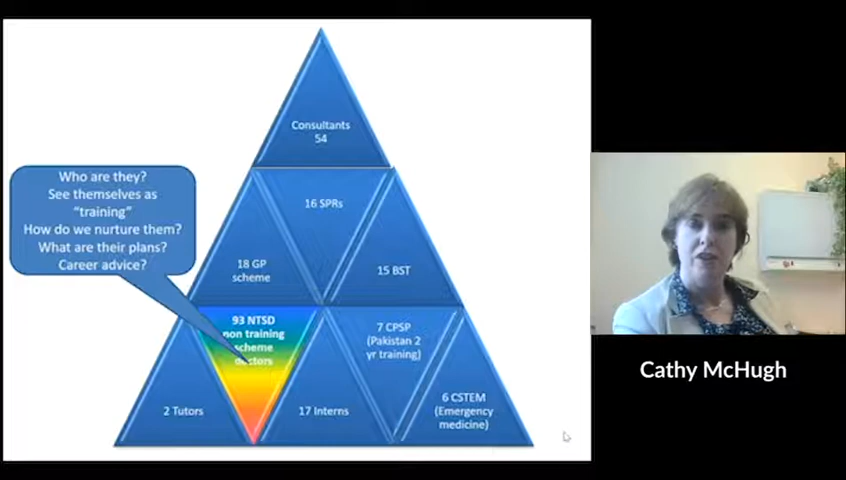 Consultants
54
16 SPRs
18 GP
scheme
15 BST
Who are they?
See themselves as
"training"
How do we nurture them?
What are their plans?
Career advice?
93 NTSD
non training
scheme
doctors
7 CPSP
(Pakistan 2
yr training)
2 Tutors
17 Interns
6 CSTEM
(Emergency
medicine)
Cathy McHugh